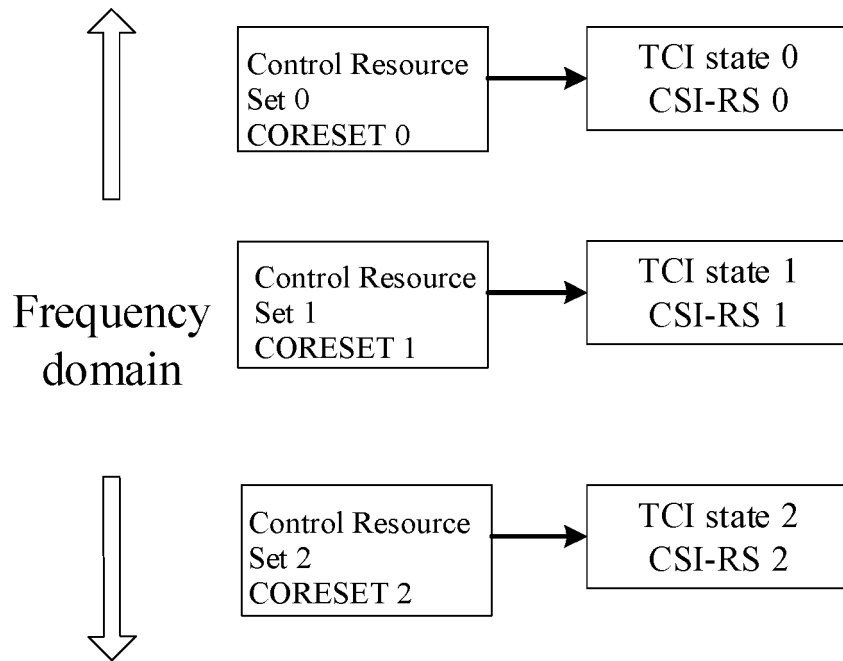 Control Resource
Set 0
CORESET 0
TCI state 0
CSI-RS 0
Frequency
domain
Control Resource
Set 1
CORESET 1
TCI state 1
CSI-RS 1
Control Resource
Set 2
CORESET 2
TCI state 2
CSI-RS 2